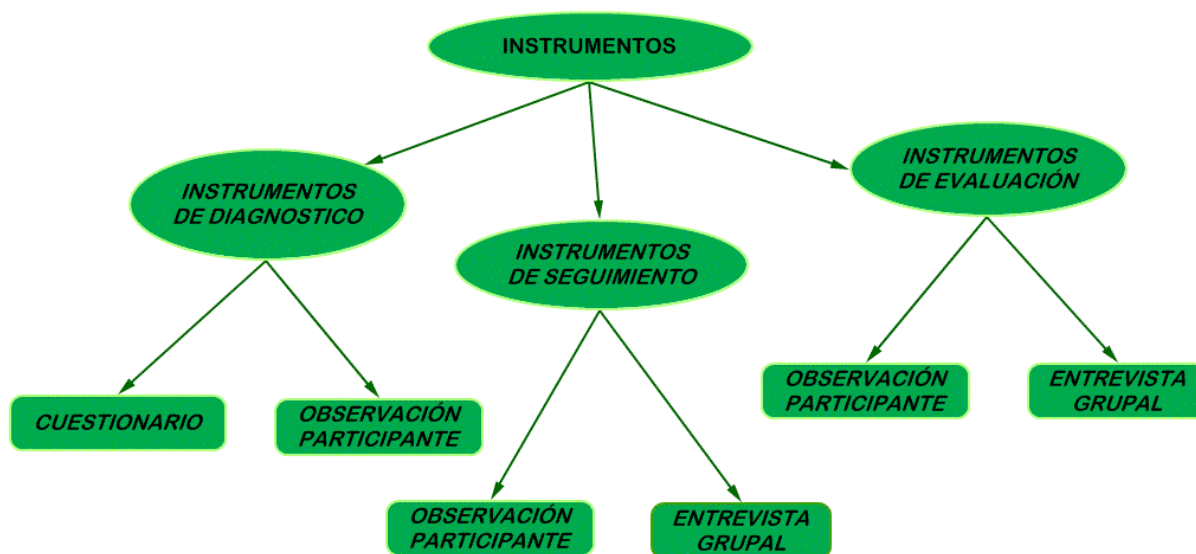 INSTRUMENTOS
INSTRUMENTOS
DE DIAGNOSTICO
INSTRUMENTOS
DE SEGUIMIENTO
INSTRUMENTOS
DE EVALUACIÓN
CUESTIONARIO
OBSERVACIÓN
PARTICIPANTE
OBSERVACIÓN
PARTICIPANTE
ENTREVISTA
GRUPAL
OBSERVACIÓN
PARTICIPANTE
ENTREVISTA
GRUPAL